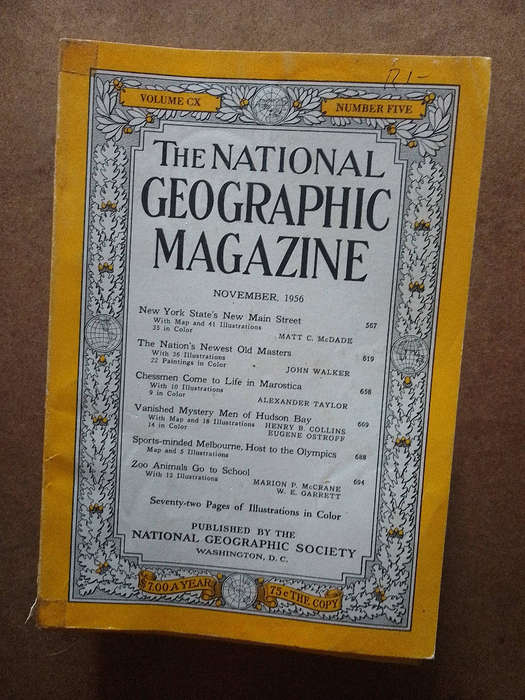 R1-
VOLUME CX
NUMBER FIVE
THE NATIONAL
GEOGRAPHIC
MAGAZINE
NOVEMBER, 1956
New York State's New Main Street 567
With Map and 41 Illustrations
35 in Color MATT C. McDADE
The Nation's Newest Old Masters 619
With 36 Illustrations
22 Paintings in Color JOHN WALKER
Chessmen Come to Life in Marostica 658
With 10 Illustrations
9 in Color ALEXANDER TAYLOR
Vanished Mystery Men of Hudson Bay 669
With Map and 18 Illustrations HENRY B. COLLINS
14 in Color EUGENE OSTROFF
Sports-minded Melbourne, Host to the Olympics 688
Map and 5 Illustrations
Zoo Animals Go to School 694
With 12 Illustrations MARION P. McCRANE
W. E. GARRETT
Seventy-two Pages of Illustrations in Color
PUBLISHED BY THE
NATIONAL GEOGRAPHIC SOCIETY
WASHINGTON, D. C.
$7.00 A YEAR
75c THE COPY